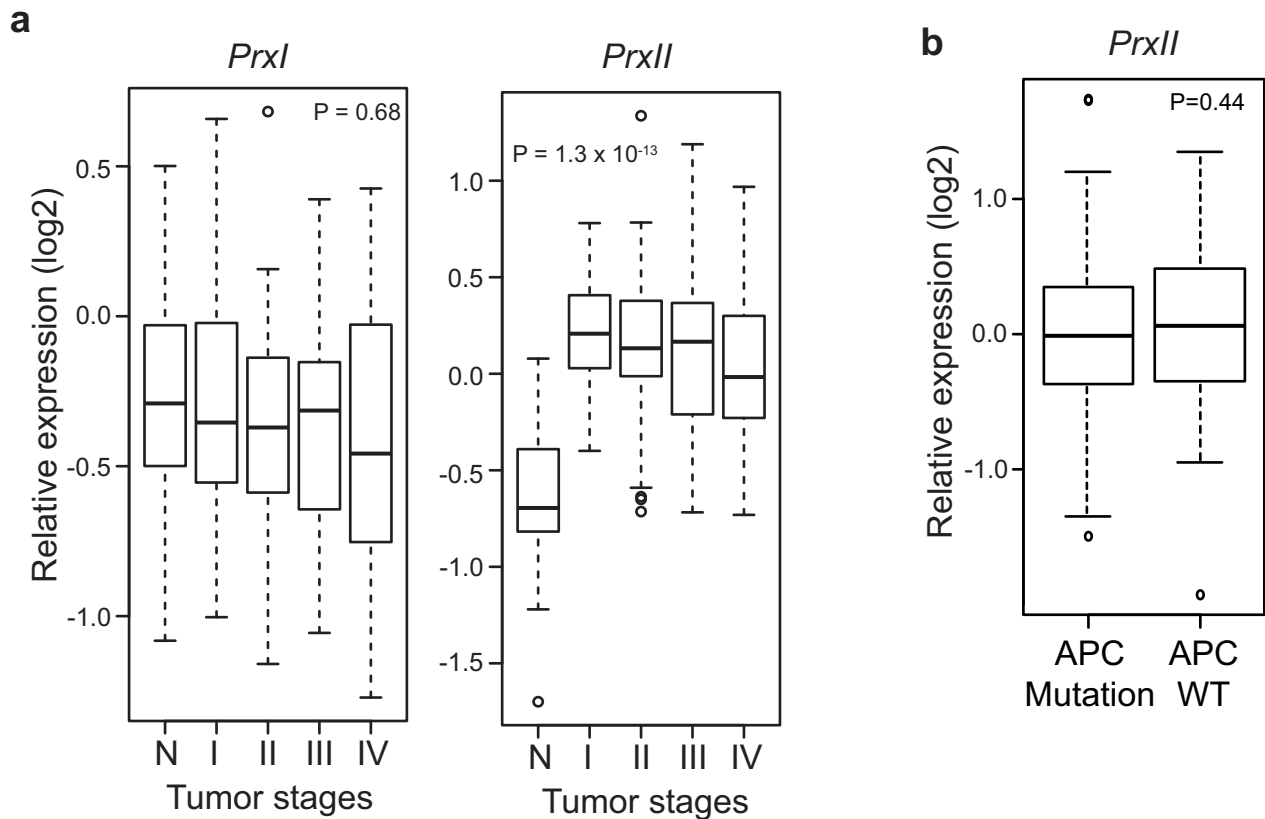 a
PrxI
P = 0.68
Relative expression (log2)
0.5
0.0
-0.5
-1.0
N I II III IV
Tumor stages
PrxII
P = 1.3 x 10-13
1.0
0.5
0.0
-0.5
-1.0
-1.5
N I II III IV
Tumor stages
b
PrxII
P=0.44
Relative expression (log2)
1.0
0.0
-1.0
APC APC
Mutation WT